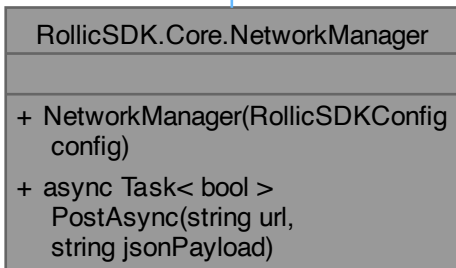 RollicSDK.Core.NetworkManager
+ NetworkManager(RollicSDKConfig
config)
+ async Task< bool >
PostAsync(string url,
string jsonPayload)